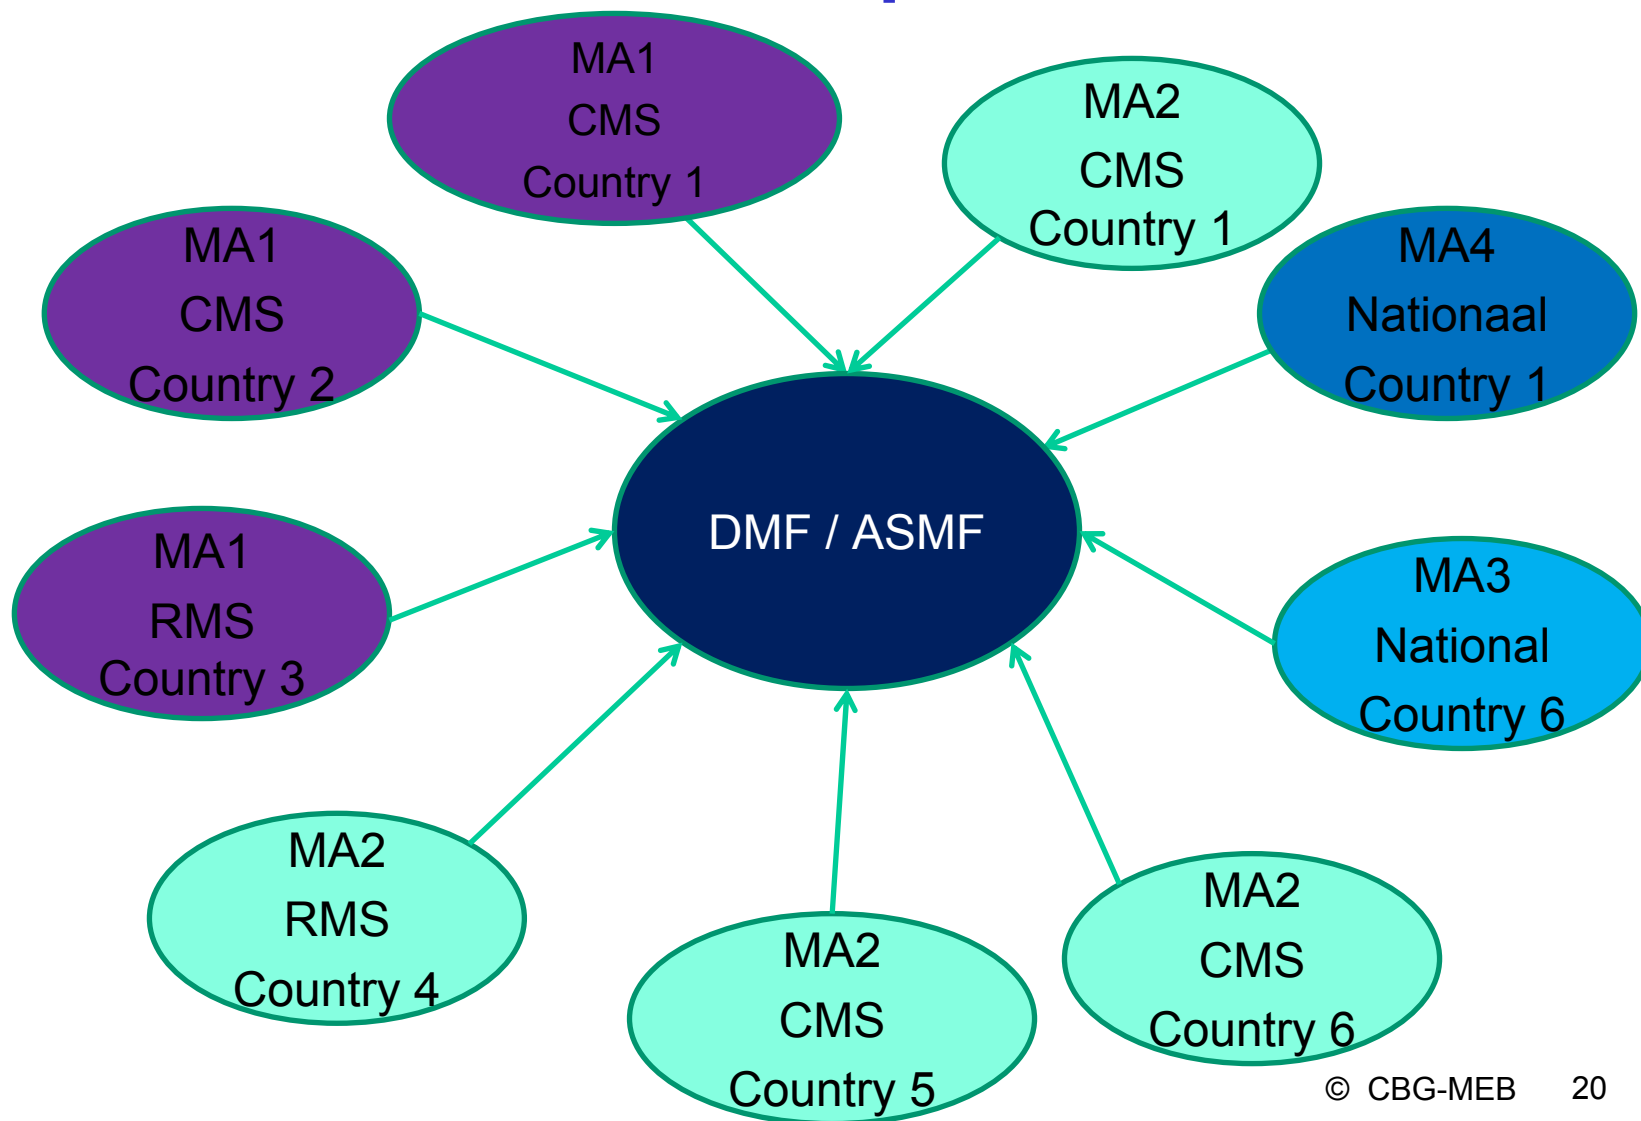 MA1
CMS
Country 1
MA2
CMS
Country 1
MA1
CMS
Country 2
MA4
Nationaal
Country 1
DMF / ASMF
MA1
RMS
Country 3
MA3
National
Country 6
MA2
RMS
Country 4
MA2
CMS
Country 5
MA2
CMS
Country 6
© CBG-MEB 20